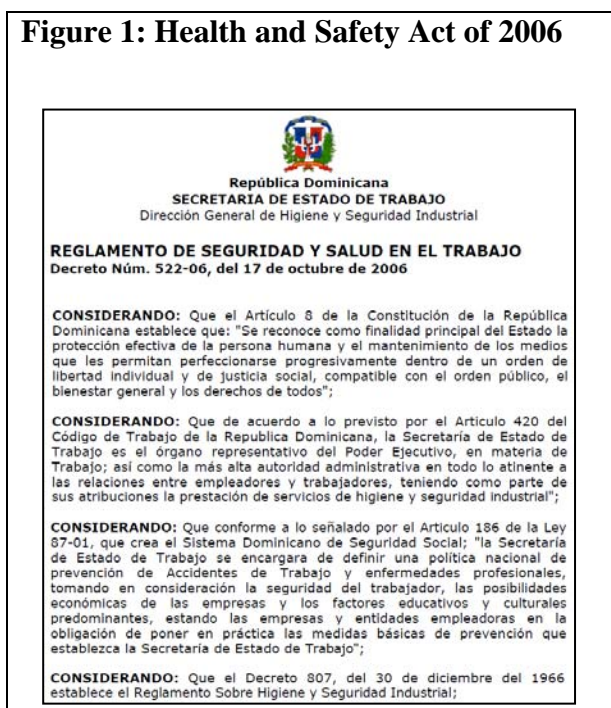 Figure 1: Health and Safety Act of 2006
República Dominicana
SECRETARIA DE ESTADO DE TRABAJO
Dirección General de Higiene y Seguridad Industrial
REGLAMENTO DE SEGURIDAD Y SALUD EN EL TRABAJO
Decreto Núm. 522-06, del 17 de octubre de 2006
CONSIDERANDO: Que el Artículo 8 de la Constitución de la República
Dominicana establece que: "Se reconoce como finalidad principal del Estado la
protección efectiva de la persona humana y el mantenimiento de los medios
que les permitan perfeccionarse progresivamente dentro de un orden de
libertad individual y de justicia social, compatible con el orden público, el
bienestar general y los derechos de todos";
CONSIDERANDO: Que de acuerdo a lo previsto por el Articulo 420 del
Código de Trabajo de la Republica Dominicana, la Secretaría de Estado de
Trabajo es el órgano representativo del Poder Ejecutivo, en materia de
Trabajo; así como la más alta autoridad administrativa en todo lo atinente a
las relaciones entre empleadores y trabajadores, teniendo como parte de
sus atribuciones la prestación de servicios de higiene y seguridad industrial";
CONSIDERANDO: Que conforme a lo señalado por el Articulo 186 de la Ley
87-01, que crea el Sistema Dominicano de Seguridad Social; "la Secretaría
de Estado de Trabajo se encargara de definir una política nacional de
prevención de Accidentes de Trabajo y enfermedades profesionales,
tomando en consideración la seguridad del trabajador, las posibilidades
económicas de las empresas y los factores educativos y culturales
predominantes, estando las empresas y entidades empleadoras en la
obligación de poner en práctica las medidas básicas de prevención que
establezca la Secretaría de Estado de Trabajo";
CONSIDERANDO: Que el Decreto 807, del 30 de diciembre del 1966
establece el Reglamento Sobre Higiene y Seguridad Industrial;